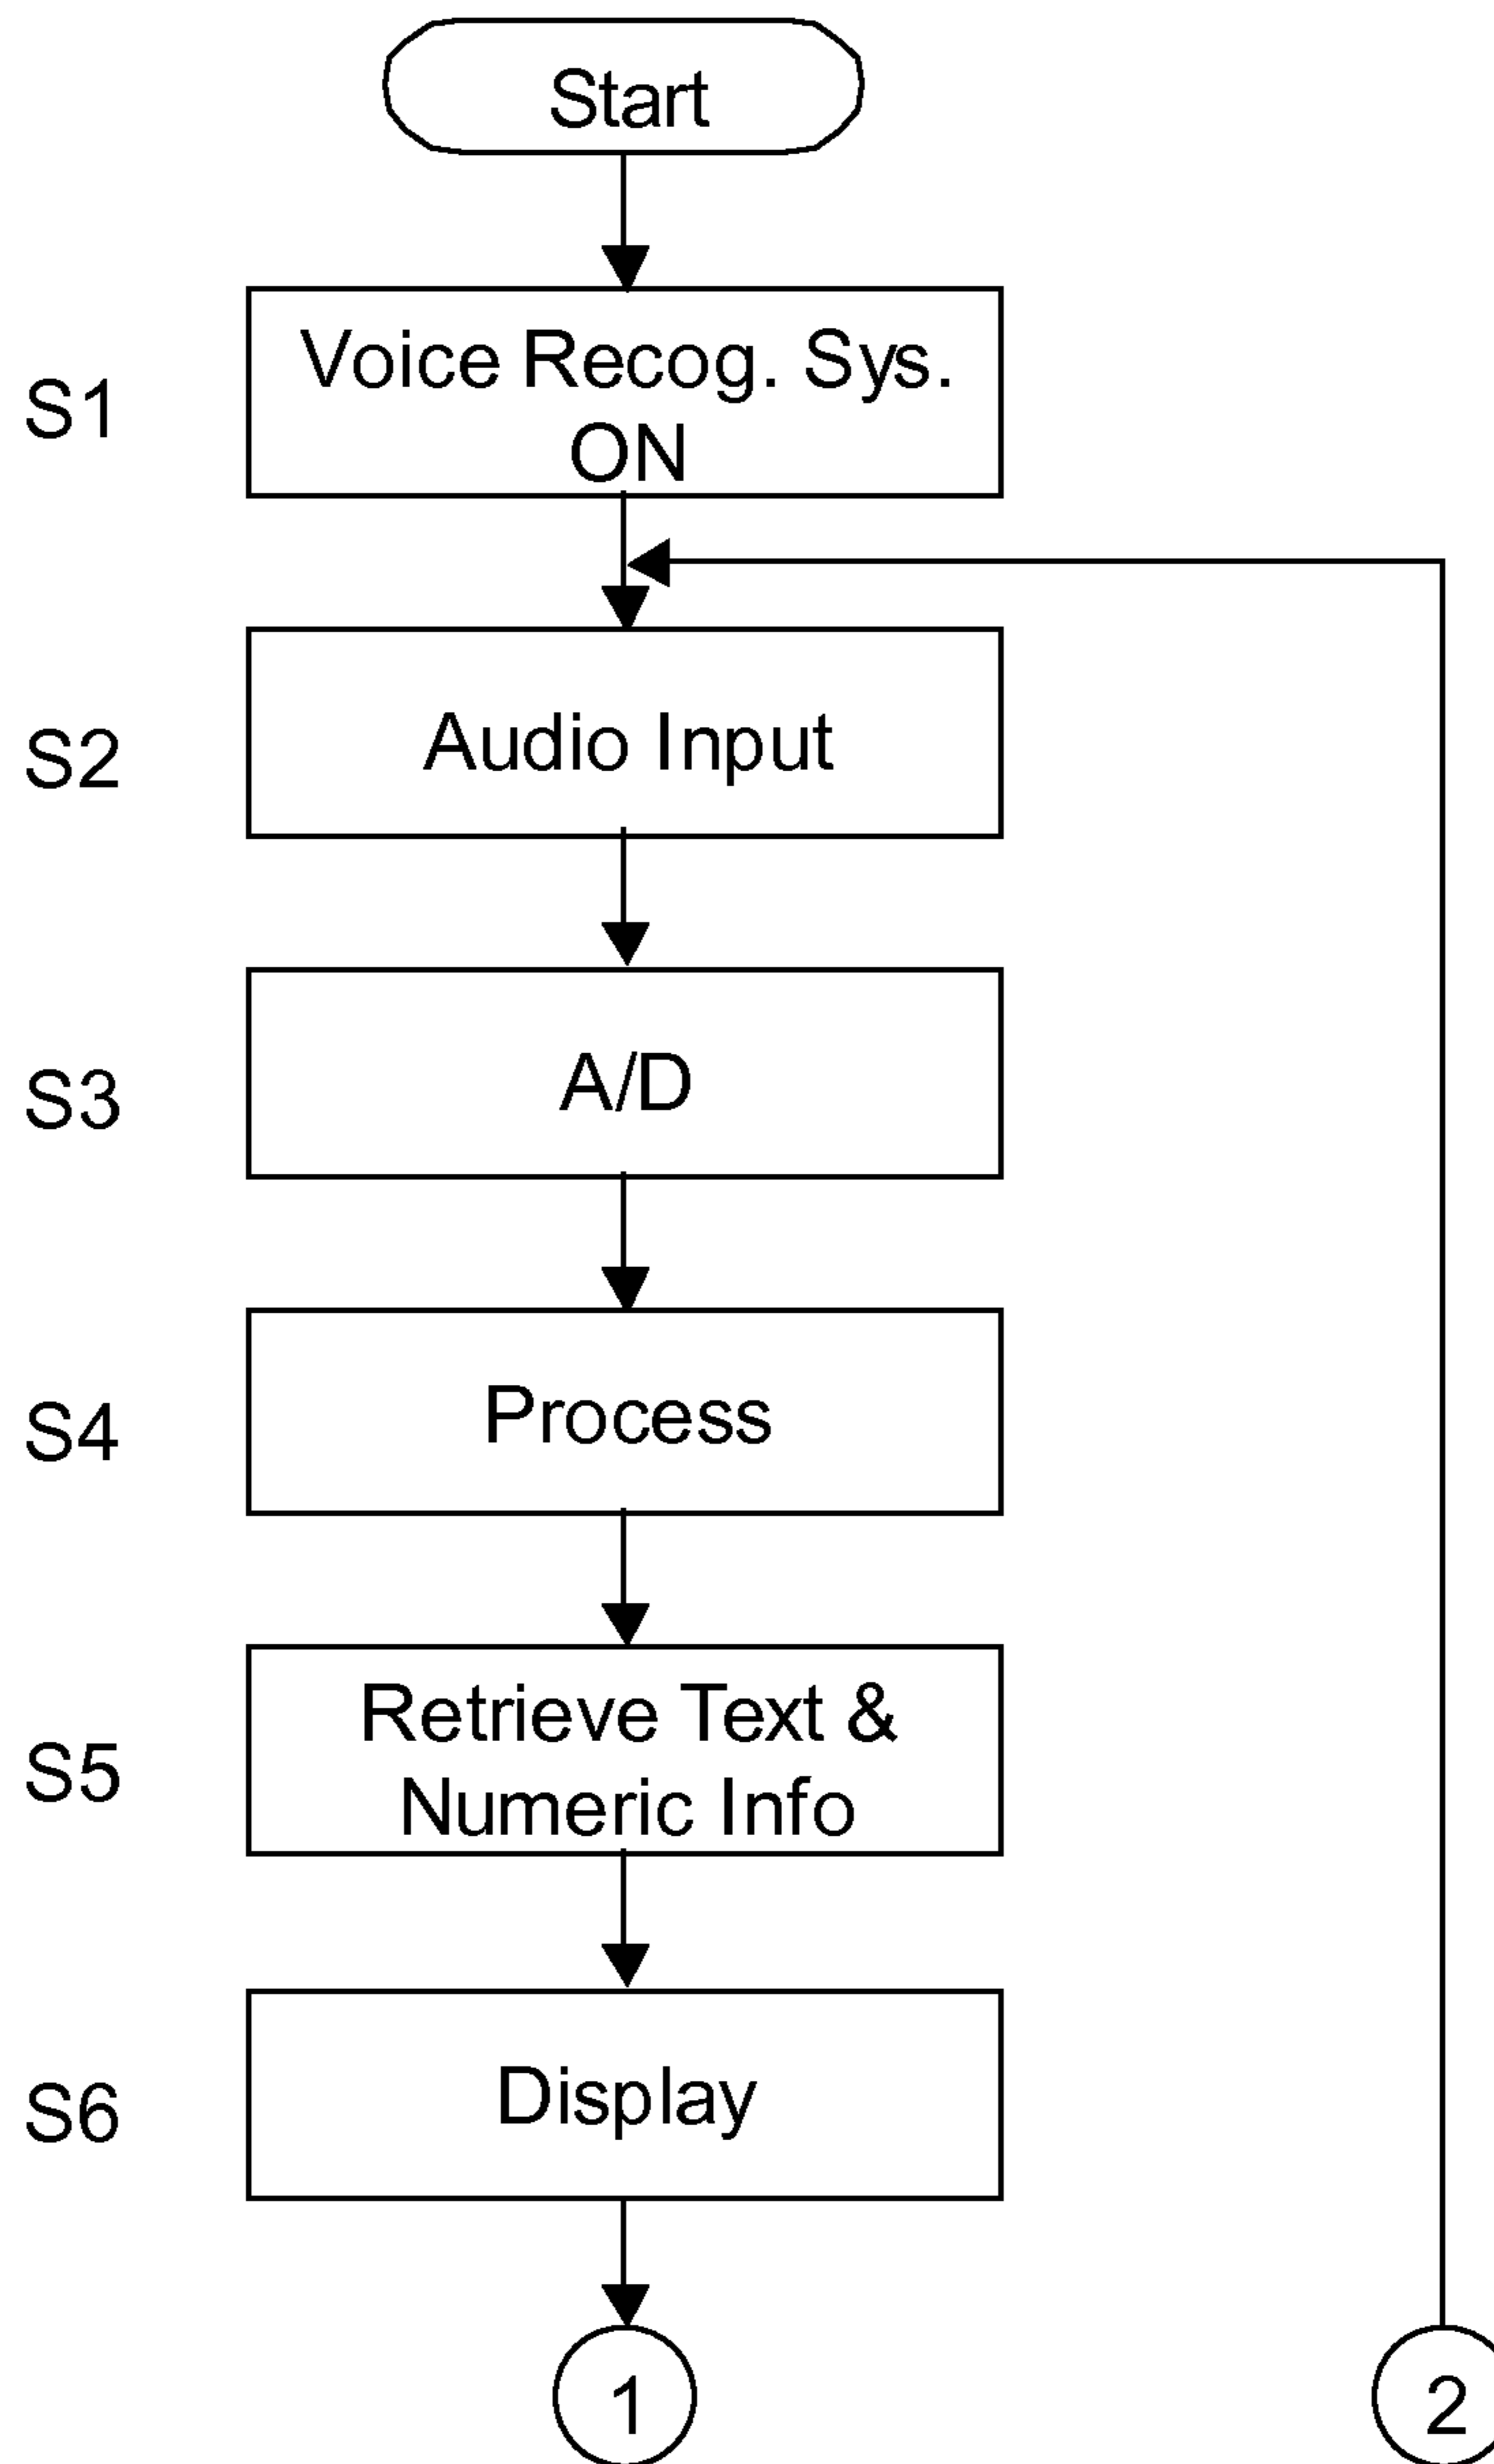 Start
S1
Voice Recog. Sys.
ON
S2
Audio Input
S3
A/D
S4
Process
S5
Retrieve Text &
Numeric Info
S6
Display
1
2